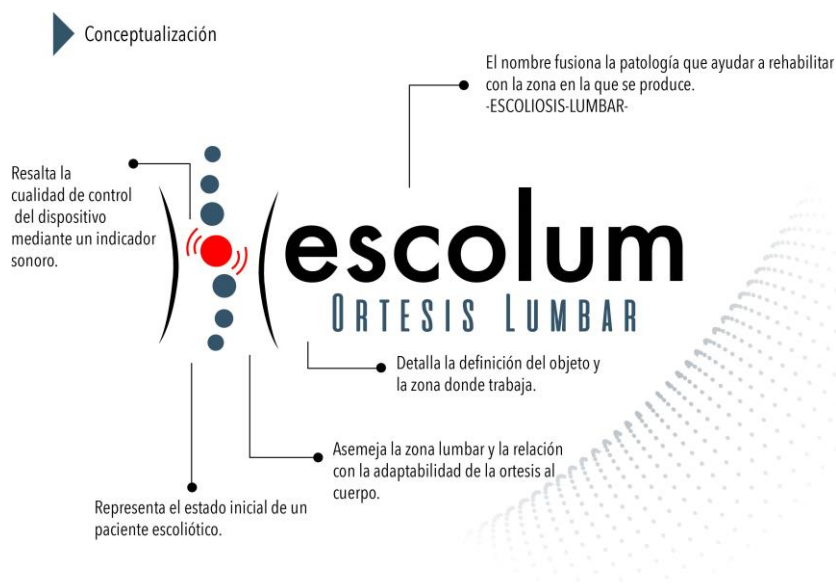 Conceptualización
El nombre fusiona la patología que ayudar a rehabilitar
con la zona en la que se produce.
-ESCOLIOSIS-LUMBAR-
Resalta la
cualidad de control
del dispositivo
mediante un indicador
sonoro.
escolum
ORTESIS LUMBAR
Detalla la definición del objeto y
la zona donde trabaja.
Asemeja la zona lumbar y la relación
con la adaptabilidad de la ortesis al
cuerpo.
Representa el estado inicial de un
paciente escoliótico.